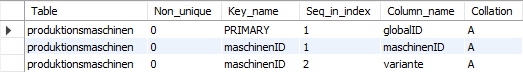 Table Non_unique Key_name Seq_in_index Column_name Collation
produktionsmaschinen 0 PRIMARY 1 globalID A
produktionsmaschinen 0 maschinenID 1 maschinenID A
produktionsmaschinen 0 maschinenID 2 variante A